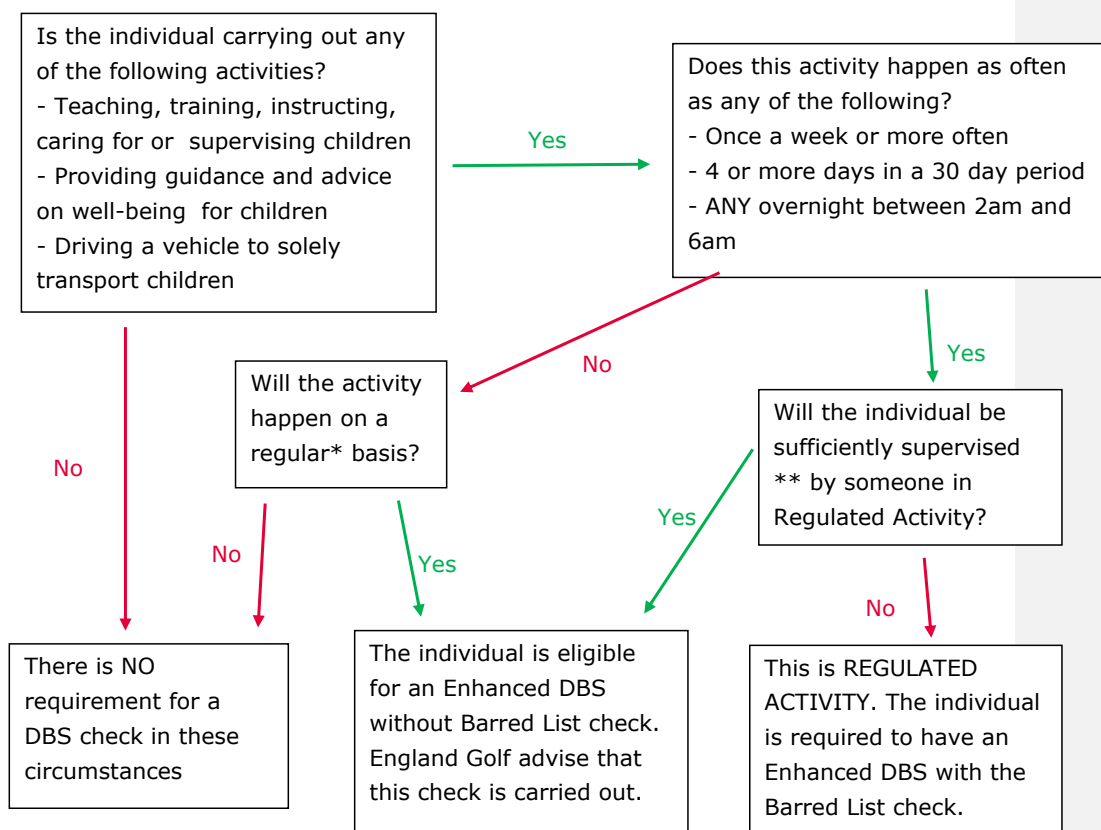 Is the individual carrying out any
of the following activities?
- Teaching, training, instructing,
caring for or  supervising children
- Providing guidance and advice
on well-being  for children
- Driving a vehicle to solely
transport children
Yes
Does this activity happen as often
as any of the following?
- Once a week or more often
- 4 or more days in a 30 day period
- ANY overnight between 2am and
6am
No
Will the activity
happen on a
regular* basis?
No
Yes
Will the individual be
sufficiently supervised
** by someone in
Regulated Activity?
No
Yes
Yes
No
There is NO
requirement for a
DBS check in these
circumstances
The individual is eligible
for an Enhanced DBS
without Barred List check.
England Golf advise that
this check is carried out.
This is REGULATED
ACTIVITY. The individual
is required to have an
Enhanced DBS with the
Barred List check.